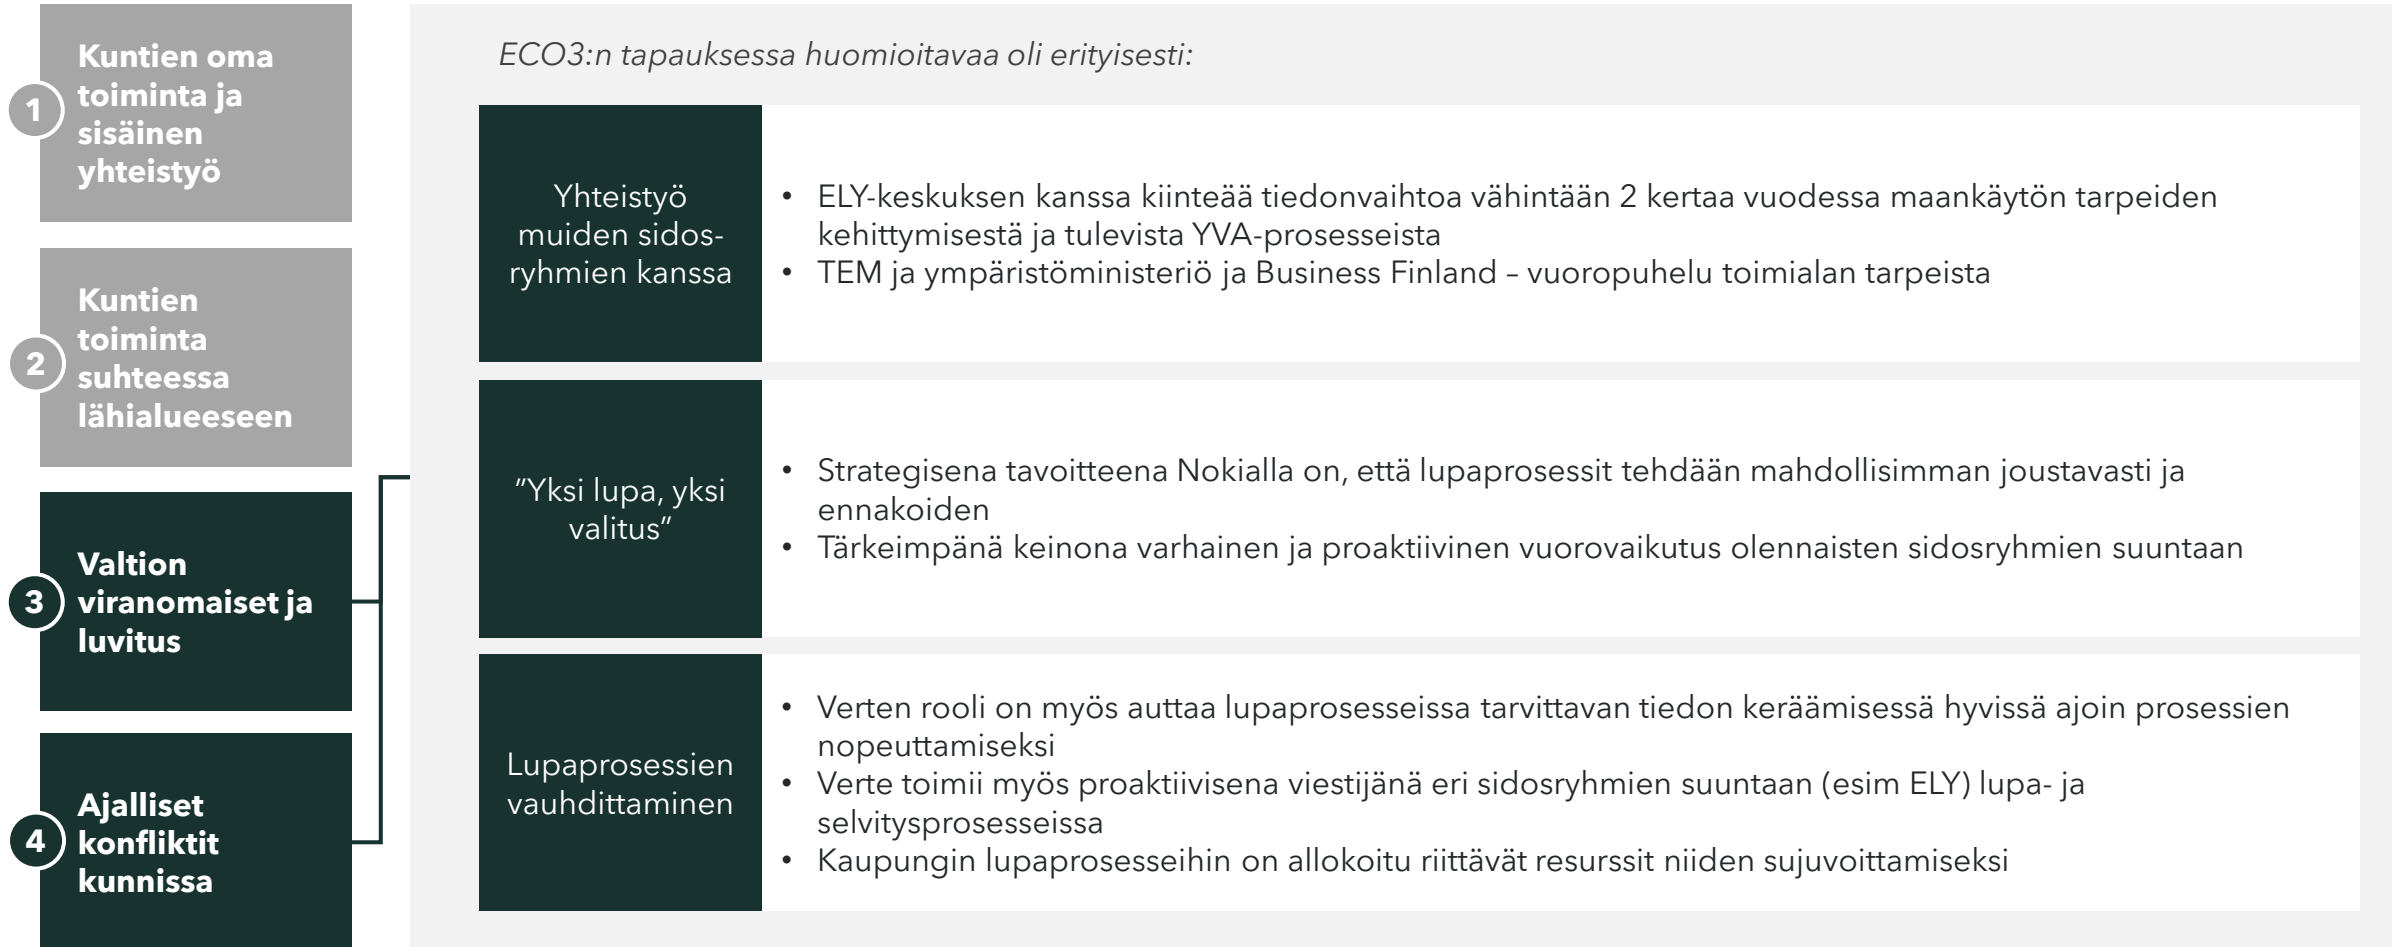 1
Kuntien oma
toiminta ja
sisäinen
yhteistyö
2
Kuntien
toiminta
suhteessa
lähialueeseen
3
Valtion
viranomaiset ja
luvitus
4
Ajalliset
konfliktit
kunnissa
ECO3:n tapauksessa huomioitavaa oli erityisesti:
Yhteistyö
muiden sidos-
ryhmien kanssa
• ELY-keskuksen kanssa kiinteää tiedonvaihtoa vähintään 2 kertaa vuodessa maankäytön tarpeiden
kehittymisestä ja tulevista YVA-prosesseista
• TEM ja ympäristöministeriö ja Business Finland – vuoropuhelu toimialan tarpeista
”Yksi lupa, yksi
valitus”
• Strategisena tavoitteena Nokialla on, että lupaprosessit tehdään mahdollisimman joustavasti ja
ennakoiden
• Tärkeimpänä keinona varhainen ja proaktiivinen vuorovaikutus olennaisten sidosryhmien suuntaan
Lupaprosessien
vauhdittaminen
• Verten rooli on myös auttaa lupaprosesseissa tarvittavan tiedon keräämisessä hyvissä ajoin prosessien
nopeuttamiseksi
• Verte toimii myös proaktiivisena viestijänä eri sidosryhmien suuntaan (esim ELY) lupa- ja
selvitysprosesseissa
• Kaupungin lupaprosesseihin on allokoitu riittävät resurssit niiden sujuvoittamiseksi